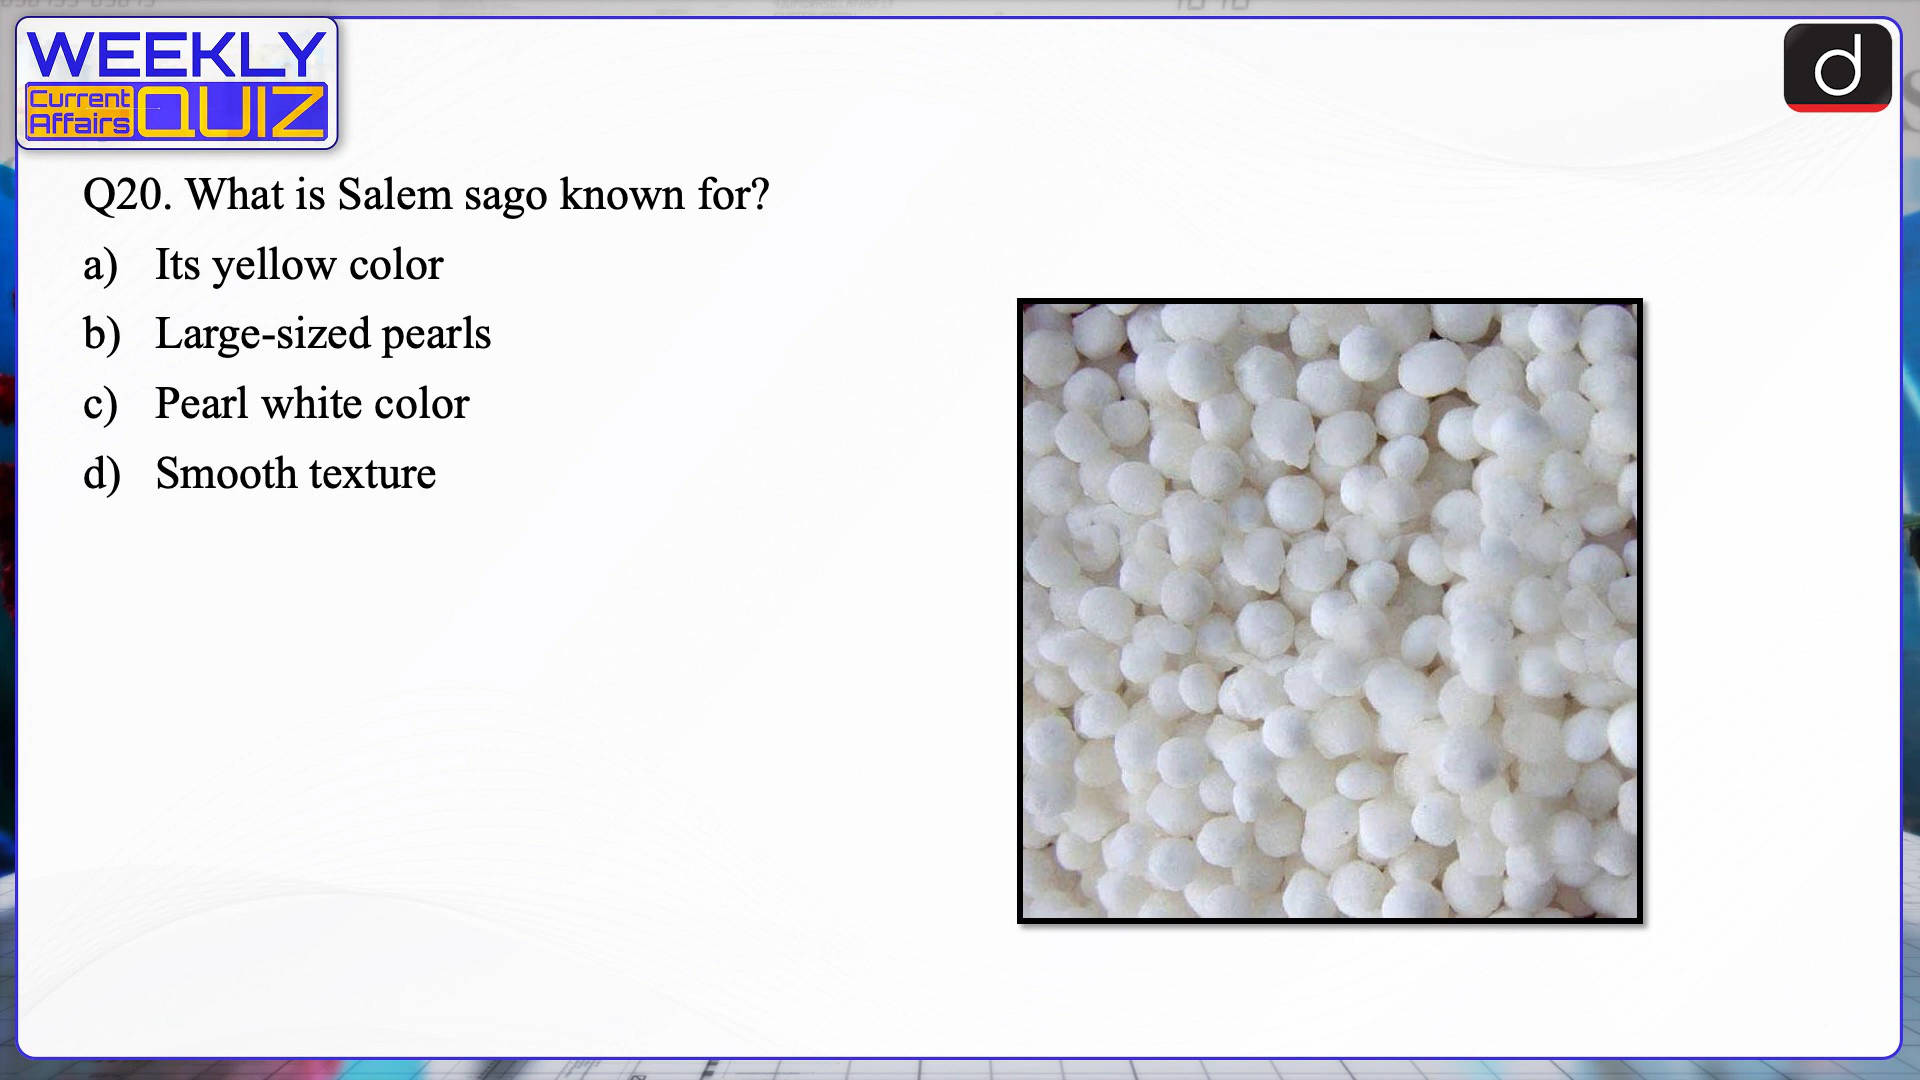 WEEKLY
Current
Affairs
QUIZ
d
Q20. What is Salem sago known for?
a) Its yellow color
b) Large-sized pearls
c) Pearl white color
d) Smooth texture